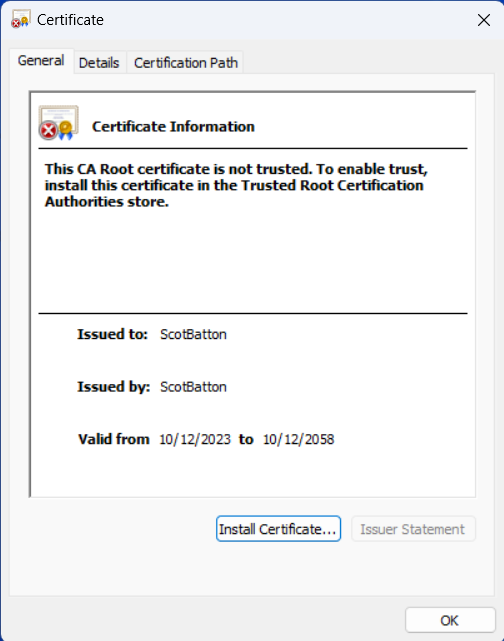 Certificate
General
Details
Certification Path
Certificate Information
This CA Root certificate is not trusted. To enable trust,
install this certificate in the Trusted Root Certification
Authorities store.
Issued to: ScotBatton
Issued by: ScotBatton
Valid from 10/12/2023 to 10/12/2058
Install Certificate...
Issuer Statement
OK